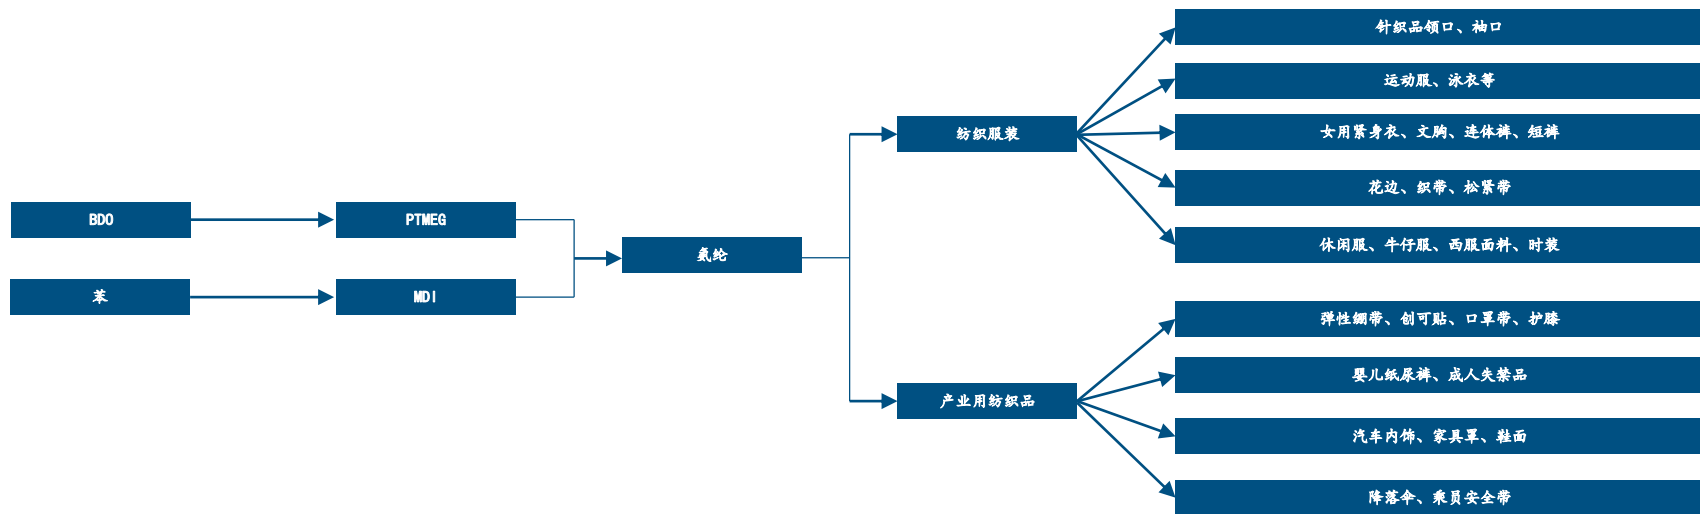 BDO
苯
PTMEG
MDI
氨纶
纺织服装
产业用纺织品
针织品领口、袖口
运动服、泳衣等
女用紧身衣、文胸、连体裤、短裤
花边、织带、松紧带
休闲服、牛仔服、西服面料、时装
弹性绷带、创可贴、口罩带、护膝
婴儿纸尿裤、成人失禁品
汽车内饰、家具罩、鞋面
降落伞、乘员安全带